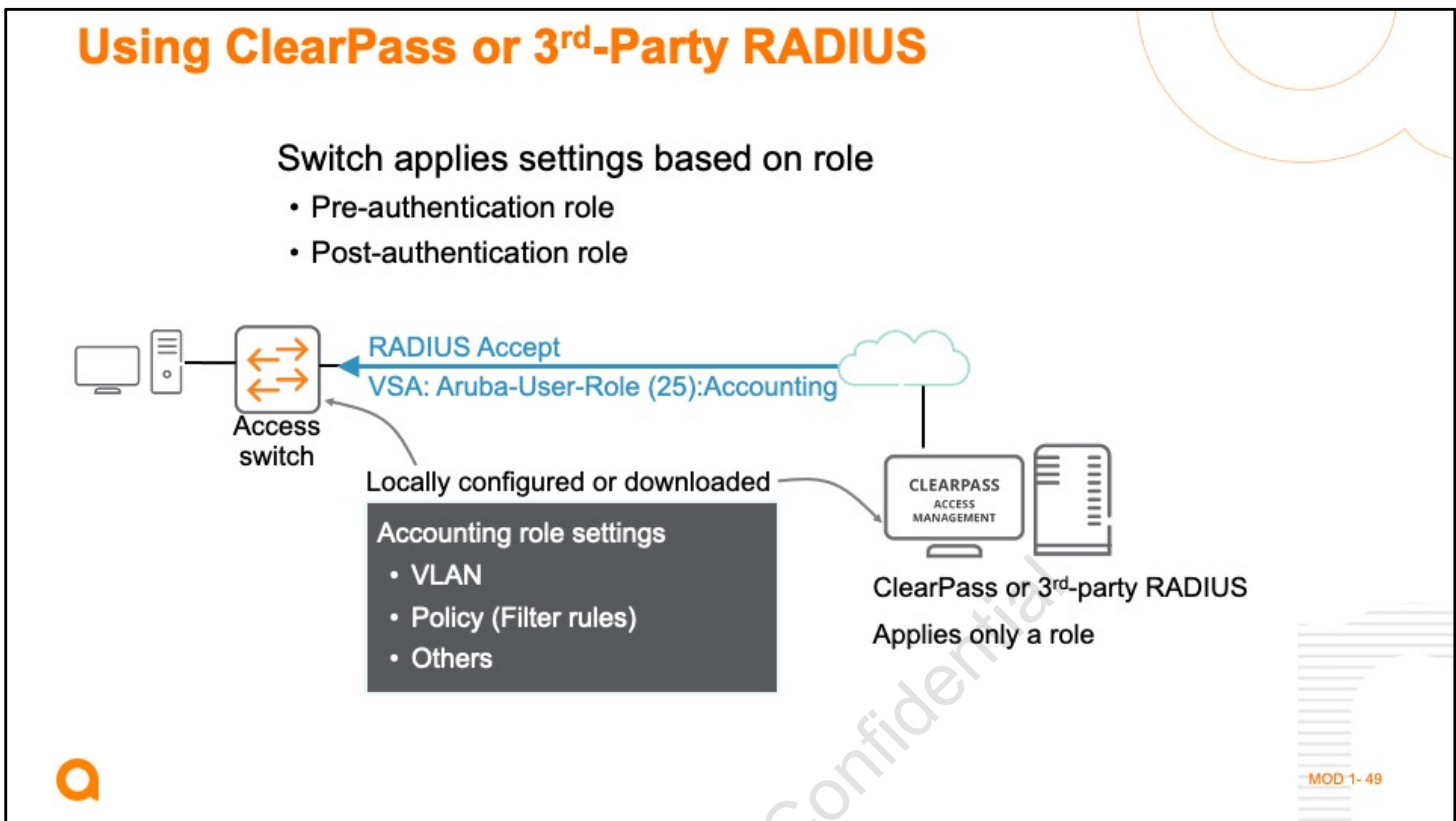 Using ClearPass or 3rd-Party RADIUS
Switch applies settings based on role
• Pre-authentication role
• Post-authentication role
RADIUS Accept
VSA: Aruba-User-Role (25):Accounting
Access
switch
Locally configured or downloaded
Accounting role settings
• VLAN
• Policy (Filter rules)
• Others
CLEARPASS
ACCESS
MANAGEMENT
ClearPass or 3rd-party RADIUS
Applies only a role
Confidential
MOD 1- 49